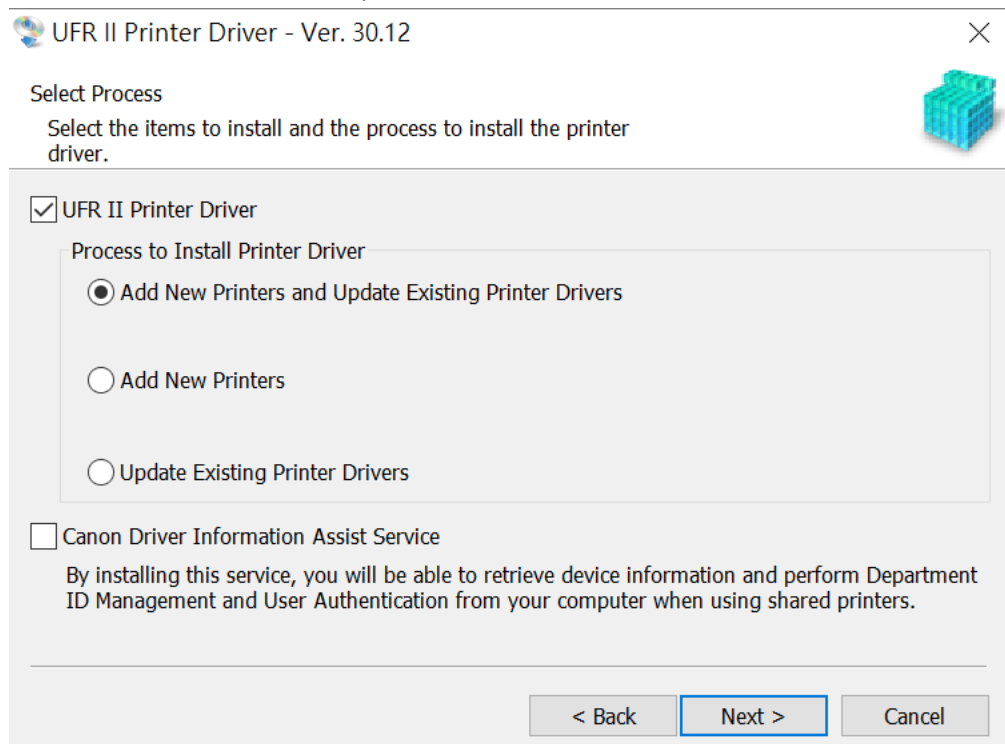 UFR II Printer Driver - Ver. 30.12
Select Process
Select the items to install and the process to install the printer
driver.
UFR II Printer Driver
Process to Install Printer Driver
Add New Printers and Update Existing Printer Drivers
Add New Printers
Update Existing Printer Drivers
Canon Driver Information Assist Service
By installing this service, you will be able to retrieve device information and perform Department
ID Management and User Authentication from your computer when using shared printers.
< Back Next > Cancel